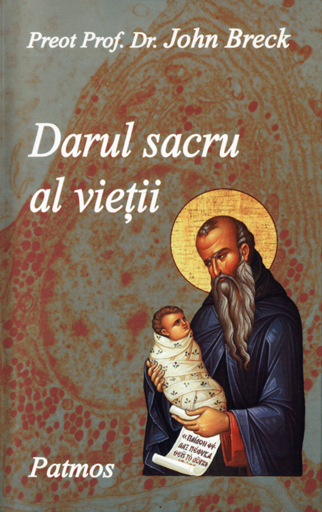 Preot Prof. Dr. John Breck
Darul sacru
al vieții
Patmos